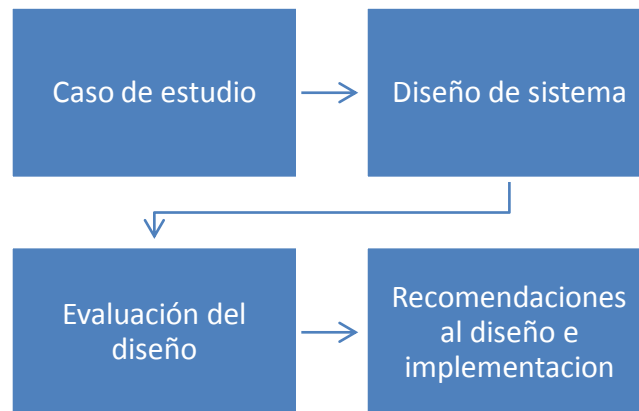 Caso de estudio
Diseño de sistema
Evaluación del
diseño
Recomendaciones
al diseño e
implementacion